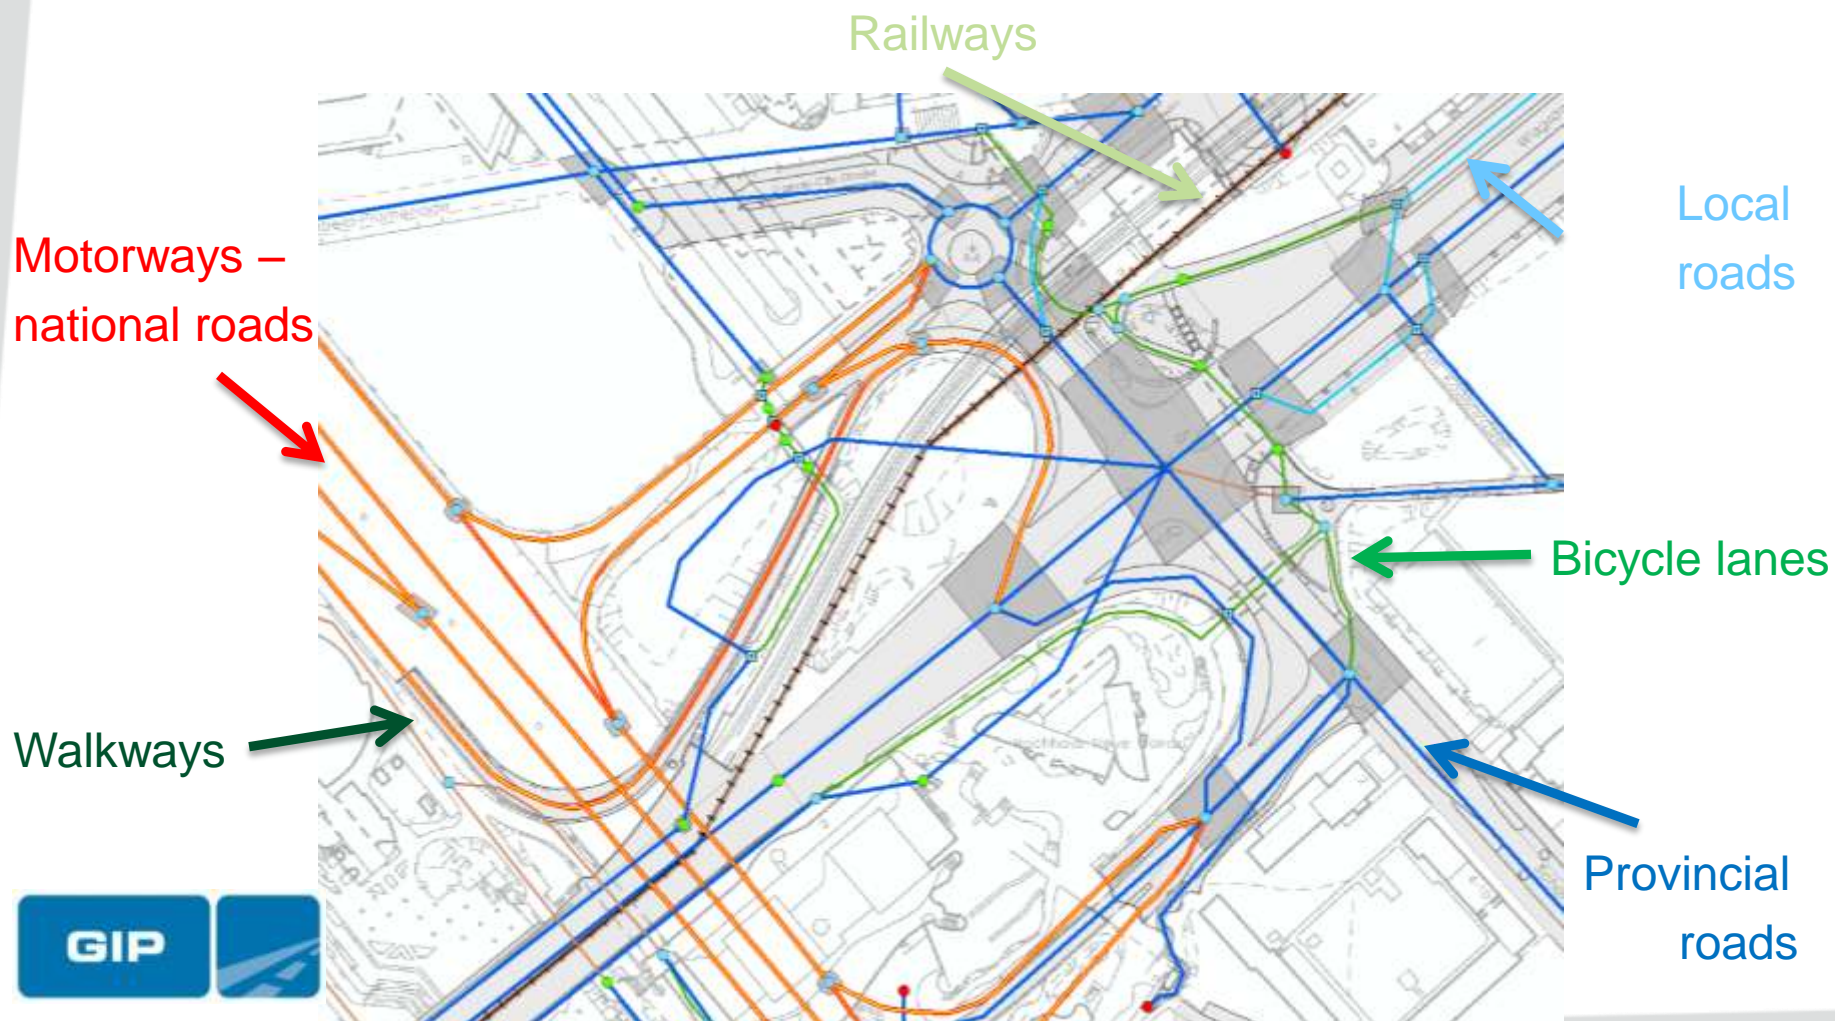 Railways
Local
roads
Motorways –
national roads
Bicycle lanes
Walkways
Provincial
roads
GIP